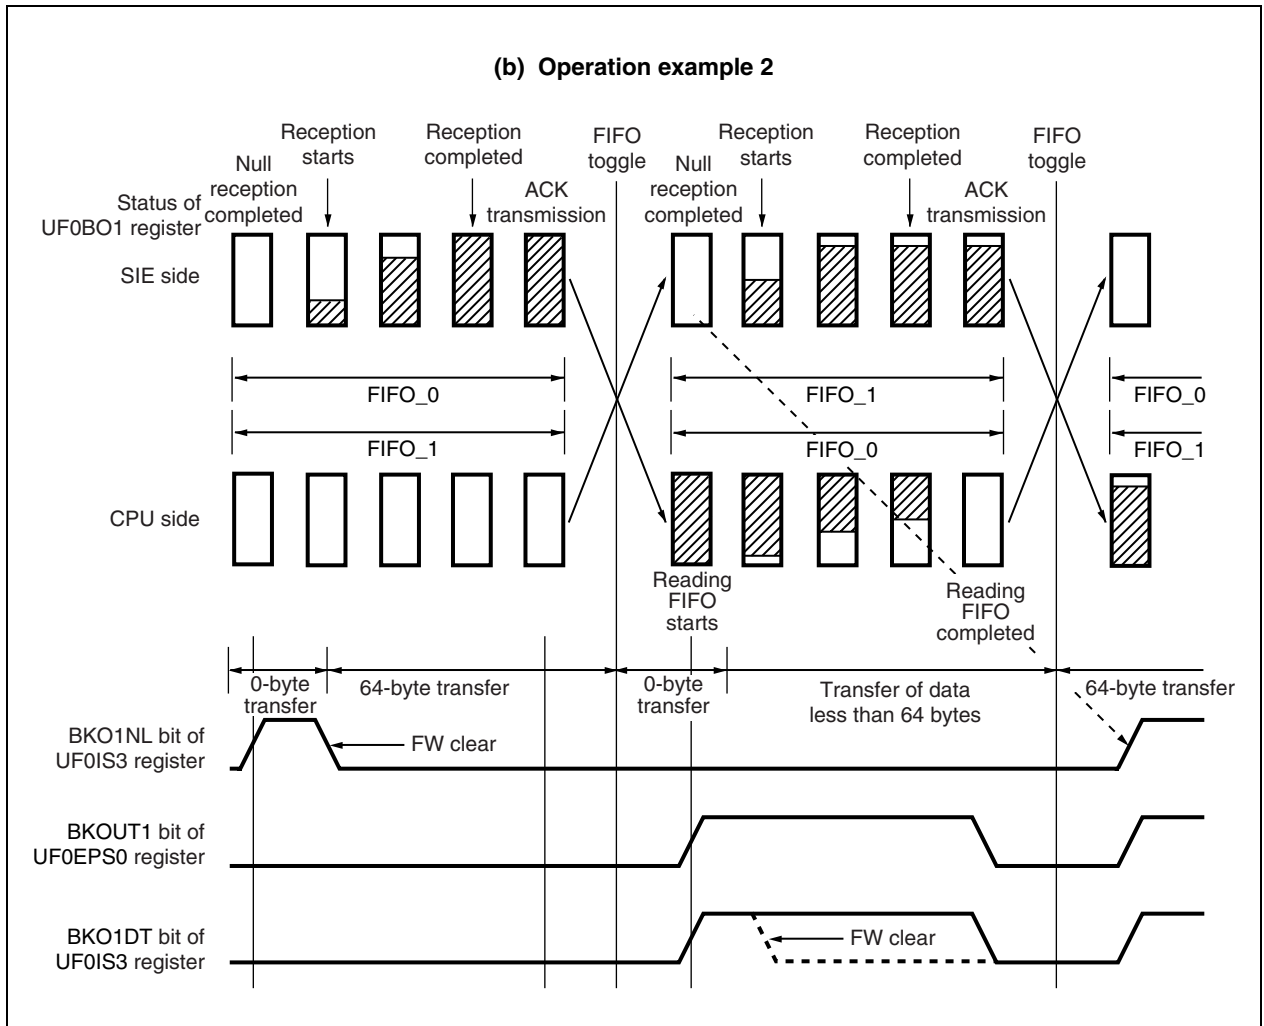 (b) Operation example 2
Reception
starts
Reception
completed
FIFO
toggle
Reception
starts
Reception
completed
FIFO
toggle
Null
reception
completed
ACK
transmission
Null
reception
completed
ACK
transmission
Status of
UF0BO1 register
SIE side
FIFO_0
FIFO_1
FIFO_0
FIFO_1
FIFO_0
FIFO_1
CPU side
Reading
FIFO
starts
Reading
FIFO
completed
0-byte
transfer
64-byte transfer
0-byte
transfer
Transfer of data
less than 64 bytes
64-byte transfer
BKO1NL bit of
UF0IS3 register
FW clear
BKOUT1 bit of
UF0EPS0 register
BKO1DT bit of
UF0IS3 register
FW clear